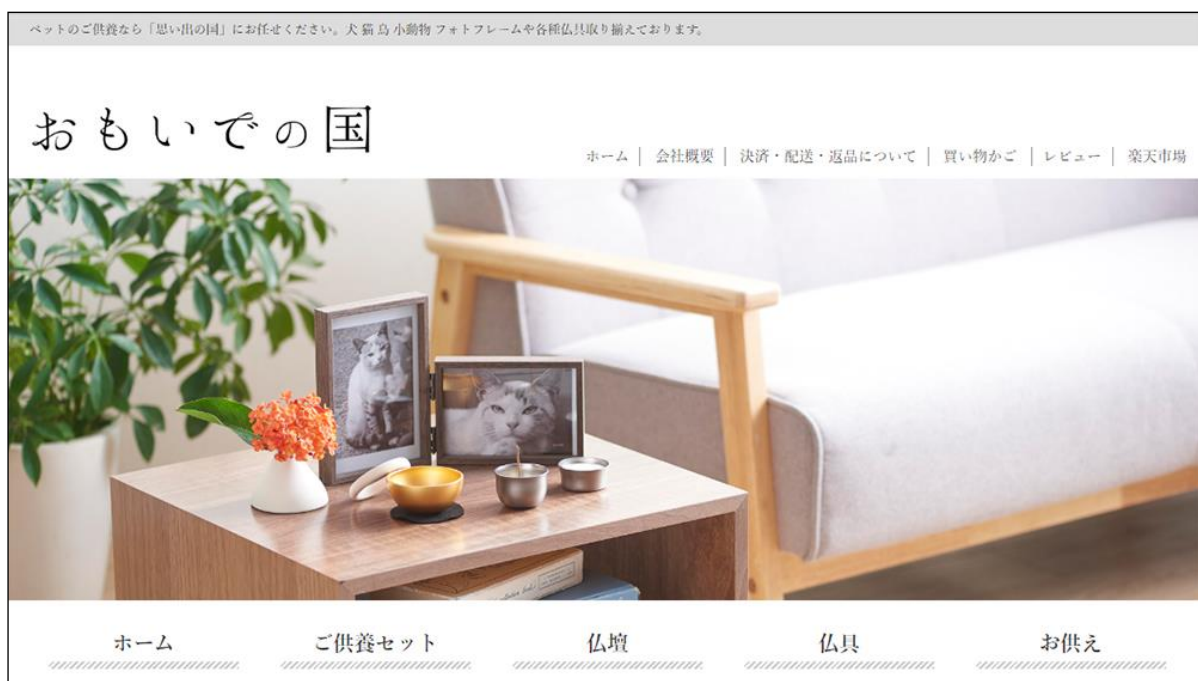 ペットのご供養なら「思い出の国」にお任せください。犬 猫 鳥 小動物 フォトフレームや各種仏具取り揃えております。
おもいでの国
ホーム | 会社概要 | 決済・配送・返品について | 買い物かご | レビュー | 楽天市場
ホーム ご供養セット 仏壇 仏具 お供え